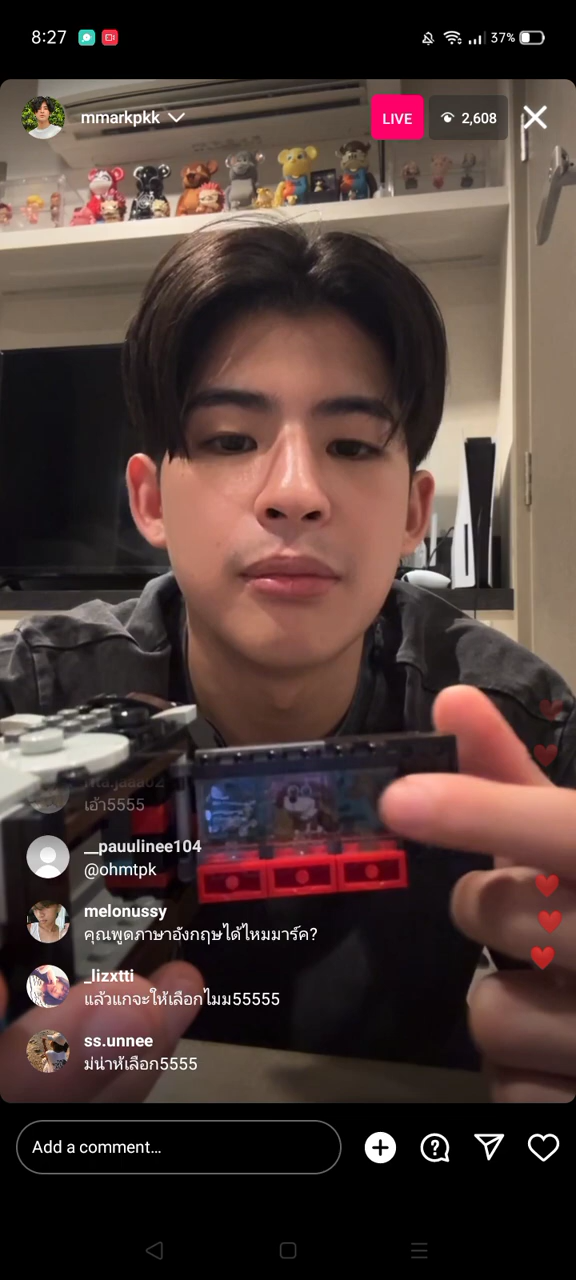 8:27
37%
mmarkpkk
LIVE
2,608
rita.jaaa02
เอ้า5555
__pauulinee104
@ohmtpk
melonussy
คุณพูดภาษาอังกฤษได้ไหมมาร์ค?
_lizxtti
แล้วแกจะให้เลือกไมม55555
ss.unnee
ม่น่าห้เลือก5555
Add a comment...